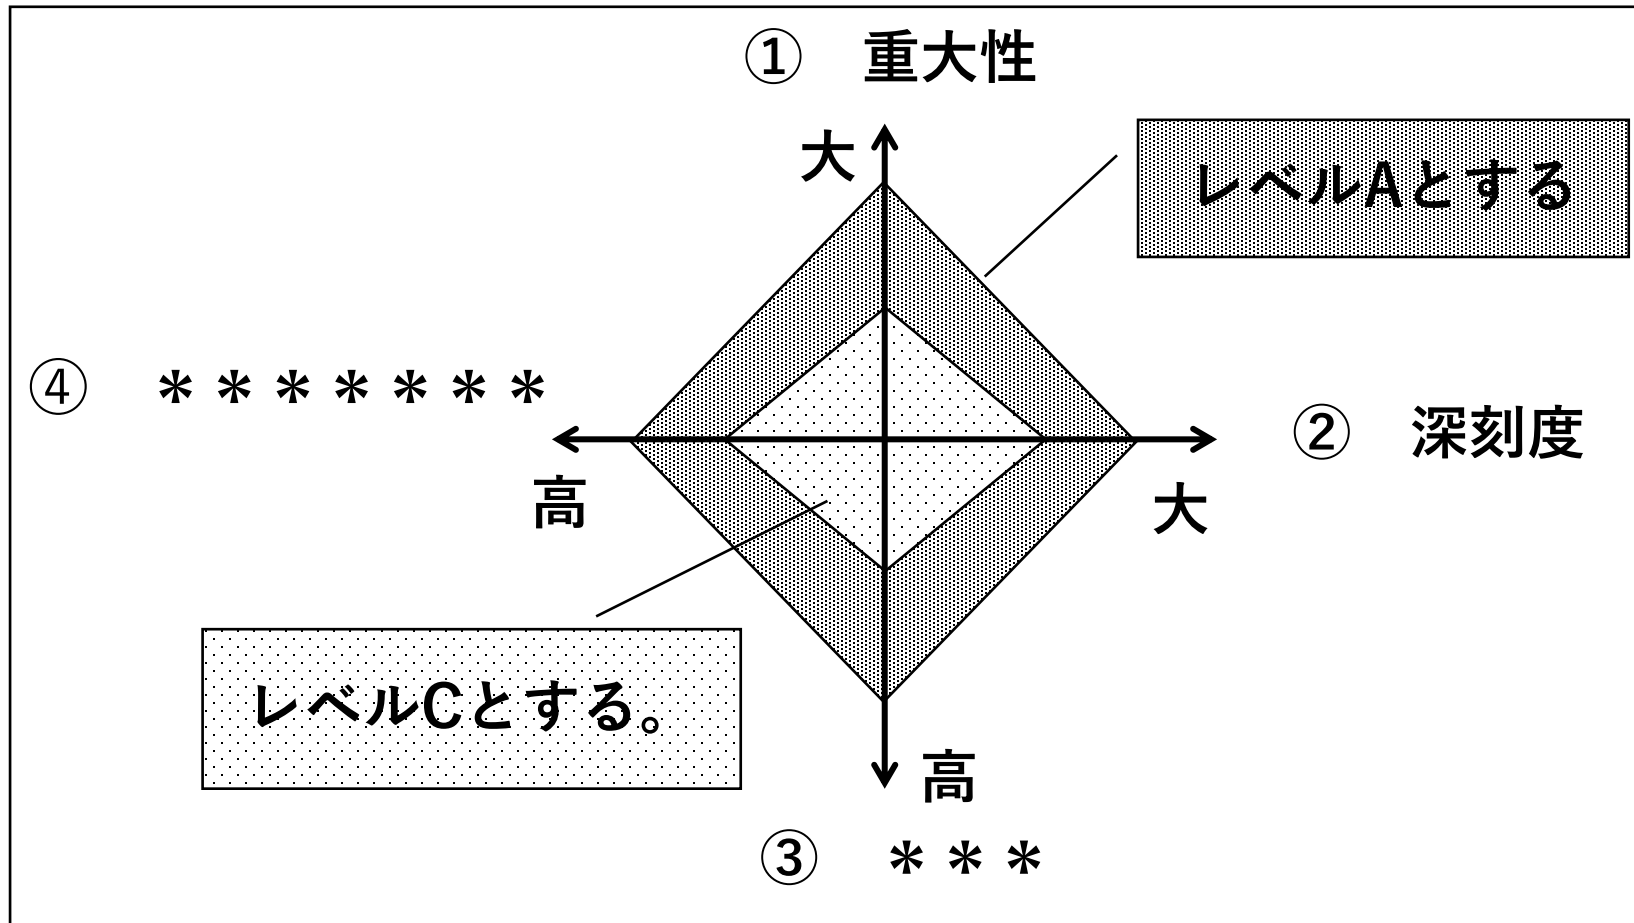 ① 重大性
大
レベルAとする
④ *******
② 深刻度
高
大
レベルCとする。
高
③ ***